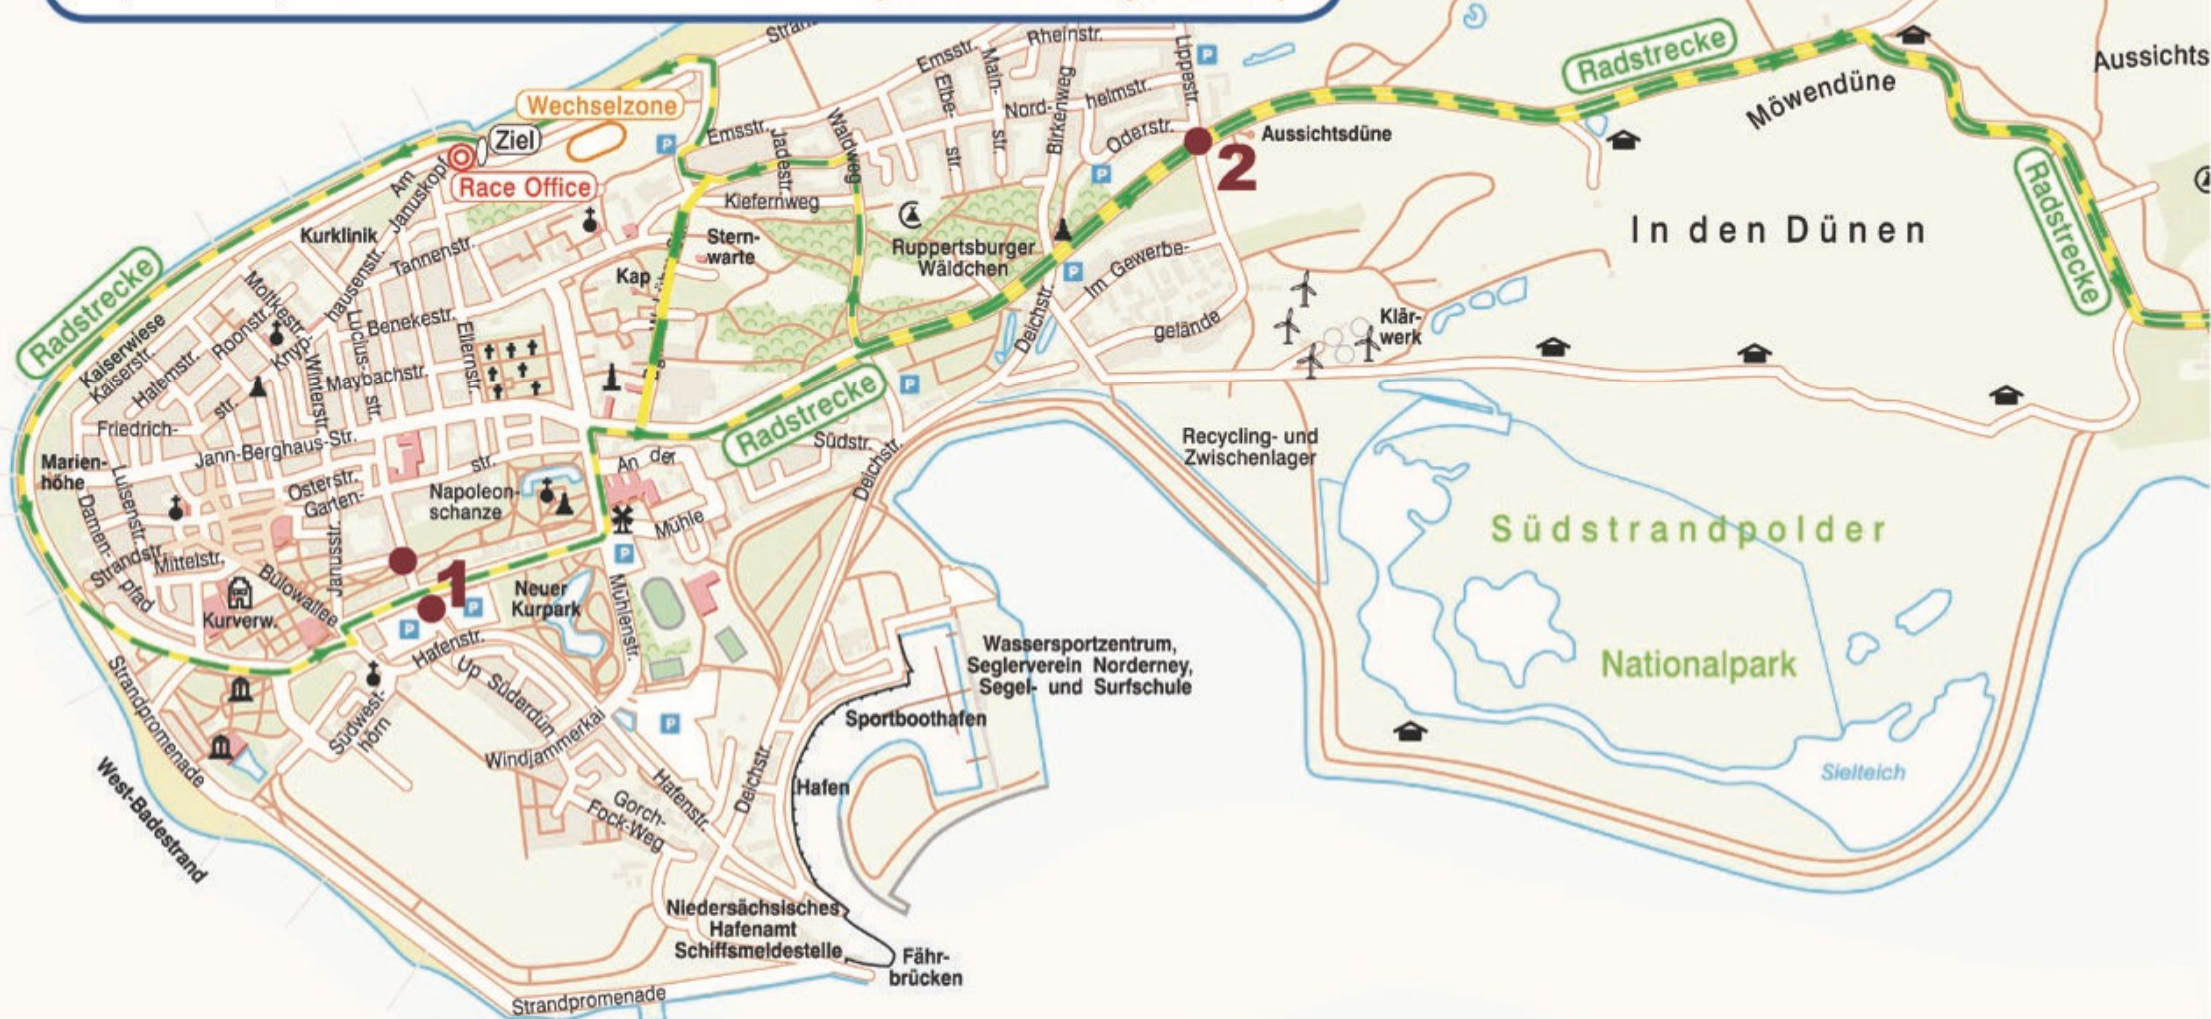 Rheinstr.
Emsstr.
Main-
str.
Elbe-
str.
Lippestr.
P
Radstrecke
Aussichts
Möwendüne
Wechselzone
Ziel
P
Emsstr.
Jadestr.
Waldweg
Nord-
helmstr.
Birkenweg
Oderstr.
Aussichtsdüne
2
P
Am
Januskopf
Race Office
Kiefernweg
Radstrecke
Kurklinik
Tannenstr.
Stern-
warte
Kap
Ruppertsburger
Wäldchen
P
Im Gewerbe-
gelände
In den Dünen
Radstrecke
Kaiserwiese
Kaiserstr.
Moltkestr.
Roonstr.
Knyp-
hausenstr.
Halemstr.
Winterstr.
Lucius-
str.
Benekestr.
Ellernstr.
Maybachstr.
Deichstr.
Klär-
werk
P
Radstrecke
Friedrich-
str.
Jann-Berghaus-Str.
Südstr.
Deichstr.
An der
Mühle
Marien-
höhe
Luisenstr.
Damen-
pfad
Osterstr.
Garten-
str.
Napoleon-
schanze
Recycling- und
Zwischenlager
Südstrandpolder
Strandstr.
Mittelstr.
Janusstr.
Bülowallee
1
P
P
P
Kurverw.
Neuer
Kurpark
Mühlenstr.
Hafenstr.
Up Süderdün
Wassersportzentrum,
Seglerverein Norderney,
Segel- und Surfschule
Nationalpark
Strandpromenade
Südwest-
hörn
Windjammerkai
P
Sportboothafen
Hafen
Sielteich
West-Badestrand
Gorch-
Fock-Weg
Hafenstr.
Deichstr.
Niedersächsisches
Hafenamt
Schiffsmeldestelle
Fähr-
brücken
Strandpromenade